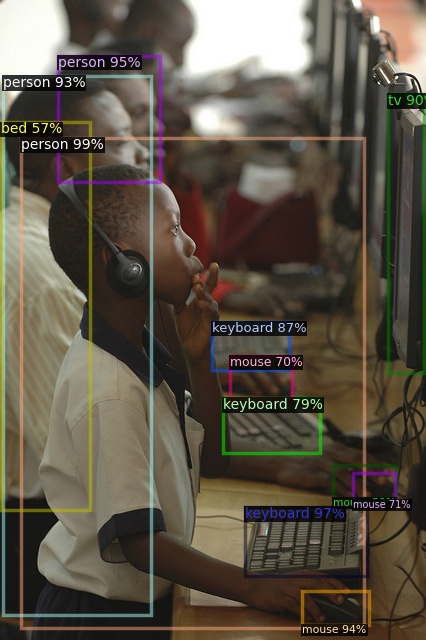 person 95%
person 93%
tv 90%
bed 57%
person 99%
keyboard 87%
mouse 70%
keyboard 79%
mouse 71%
keyboard 97%
mouse 94%